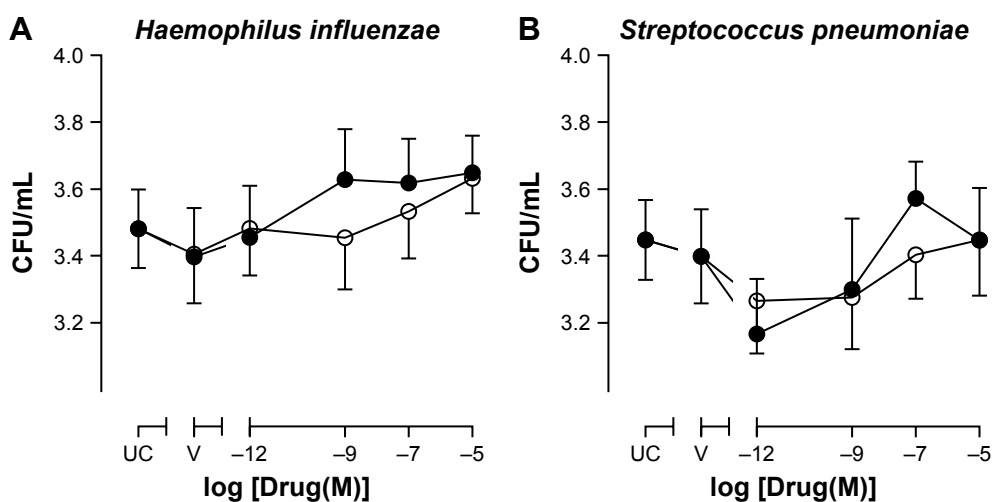 A Haemophilus influenzae
CFU/mL
4.0
3.8
3.6
3.4
3.2
UC V –12 –9 –7 –5
log [Drug(M)]
B Streptococcus pneumoniae
CFU/mL
4.0
3.8
3.6
3.4
3.2
UC V –12 –9 –7 –5
log [Drug(M)]